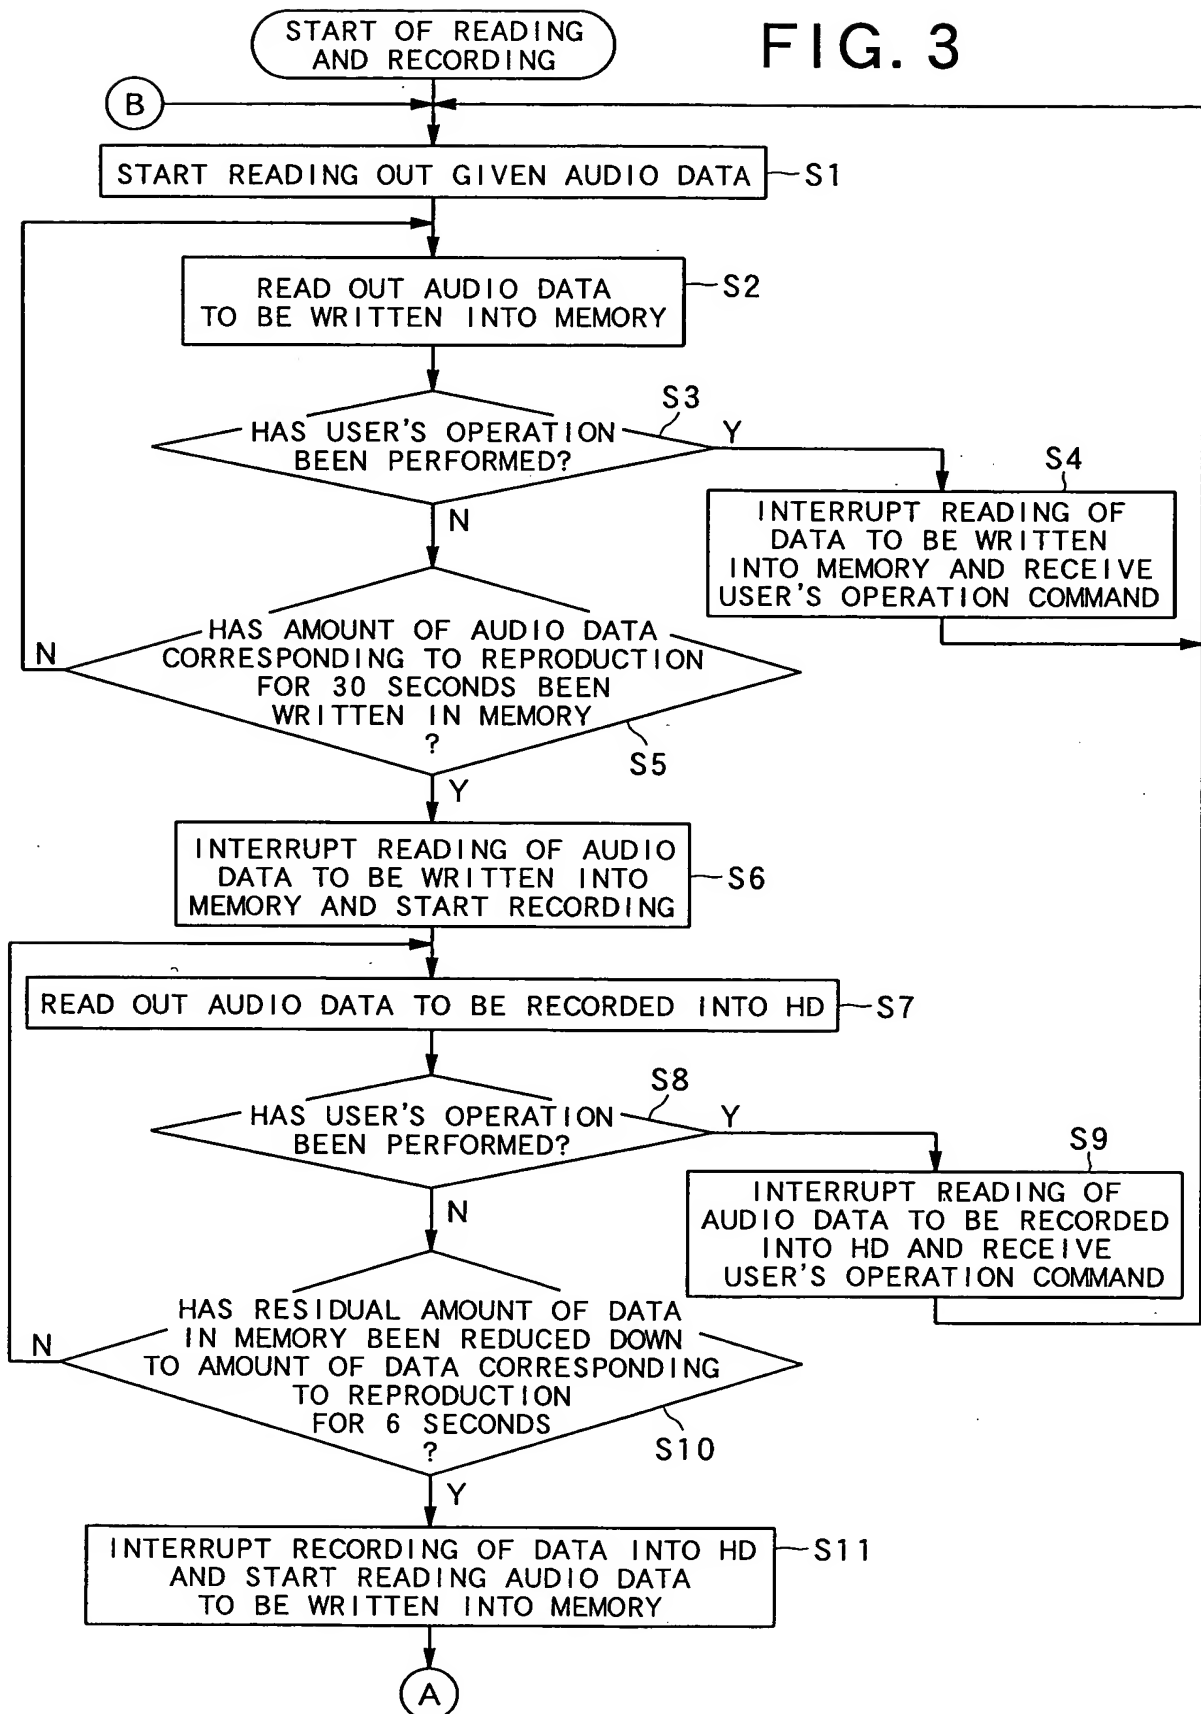 START OF READING
AND RECORDING
FIG. 3
B
START READING OUT GIVEN AUDIO DATA
S1
READ OUT AUDIO DATA
TO BE WRITTEN INTO MEMORY
S2
HAS USER'S OPERATION
BEEN PERFORMED?
S3
Y
N
S4
INTERRUPT READING OF
DATA TO BE WRITTEN
INTO MEMORY AND RECEIVE
USER'S OPERATION COMMAND
HAS AMOUNT OF AUDIO DATA
CORRESPONDING TO REPRODUCTION
FOR 30 SECONDS BEEN
WRITTEN IN MEMORY
?
N
S5
Y
INTERRUPT READING OF AUDIO
DATA TO BE WRITTEN INTO
MEMORY AND START RECORDING
S6
READ OUT AUDIO DATA TO BE RECORDED INTO HD
S7
HAS USER'S OPERATION
BEEN PERFORMED?
S8
Y
N
S9
INTERRUPT READING OF
AUDIO DATA TO BE RECORDED
INTO HD AND RECEIVE
USER'S OPERATION COMMAND
HAS RESIDUAL AMOUNT OF DATA
IN MEMORY BEEN REDUCED DOWN
TO AMOUNT OF DATA CORRESPONDING
TO REPRODUCTION
FOR 6 SECONDS
?
N
S10
Y
INTERRUPT RECORDING OF DATA INTO HD
AND START READING AUDIO DATA
TO BE WRITTEN INTO MEMORY
S11
A